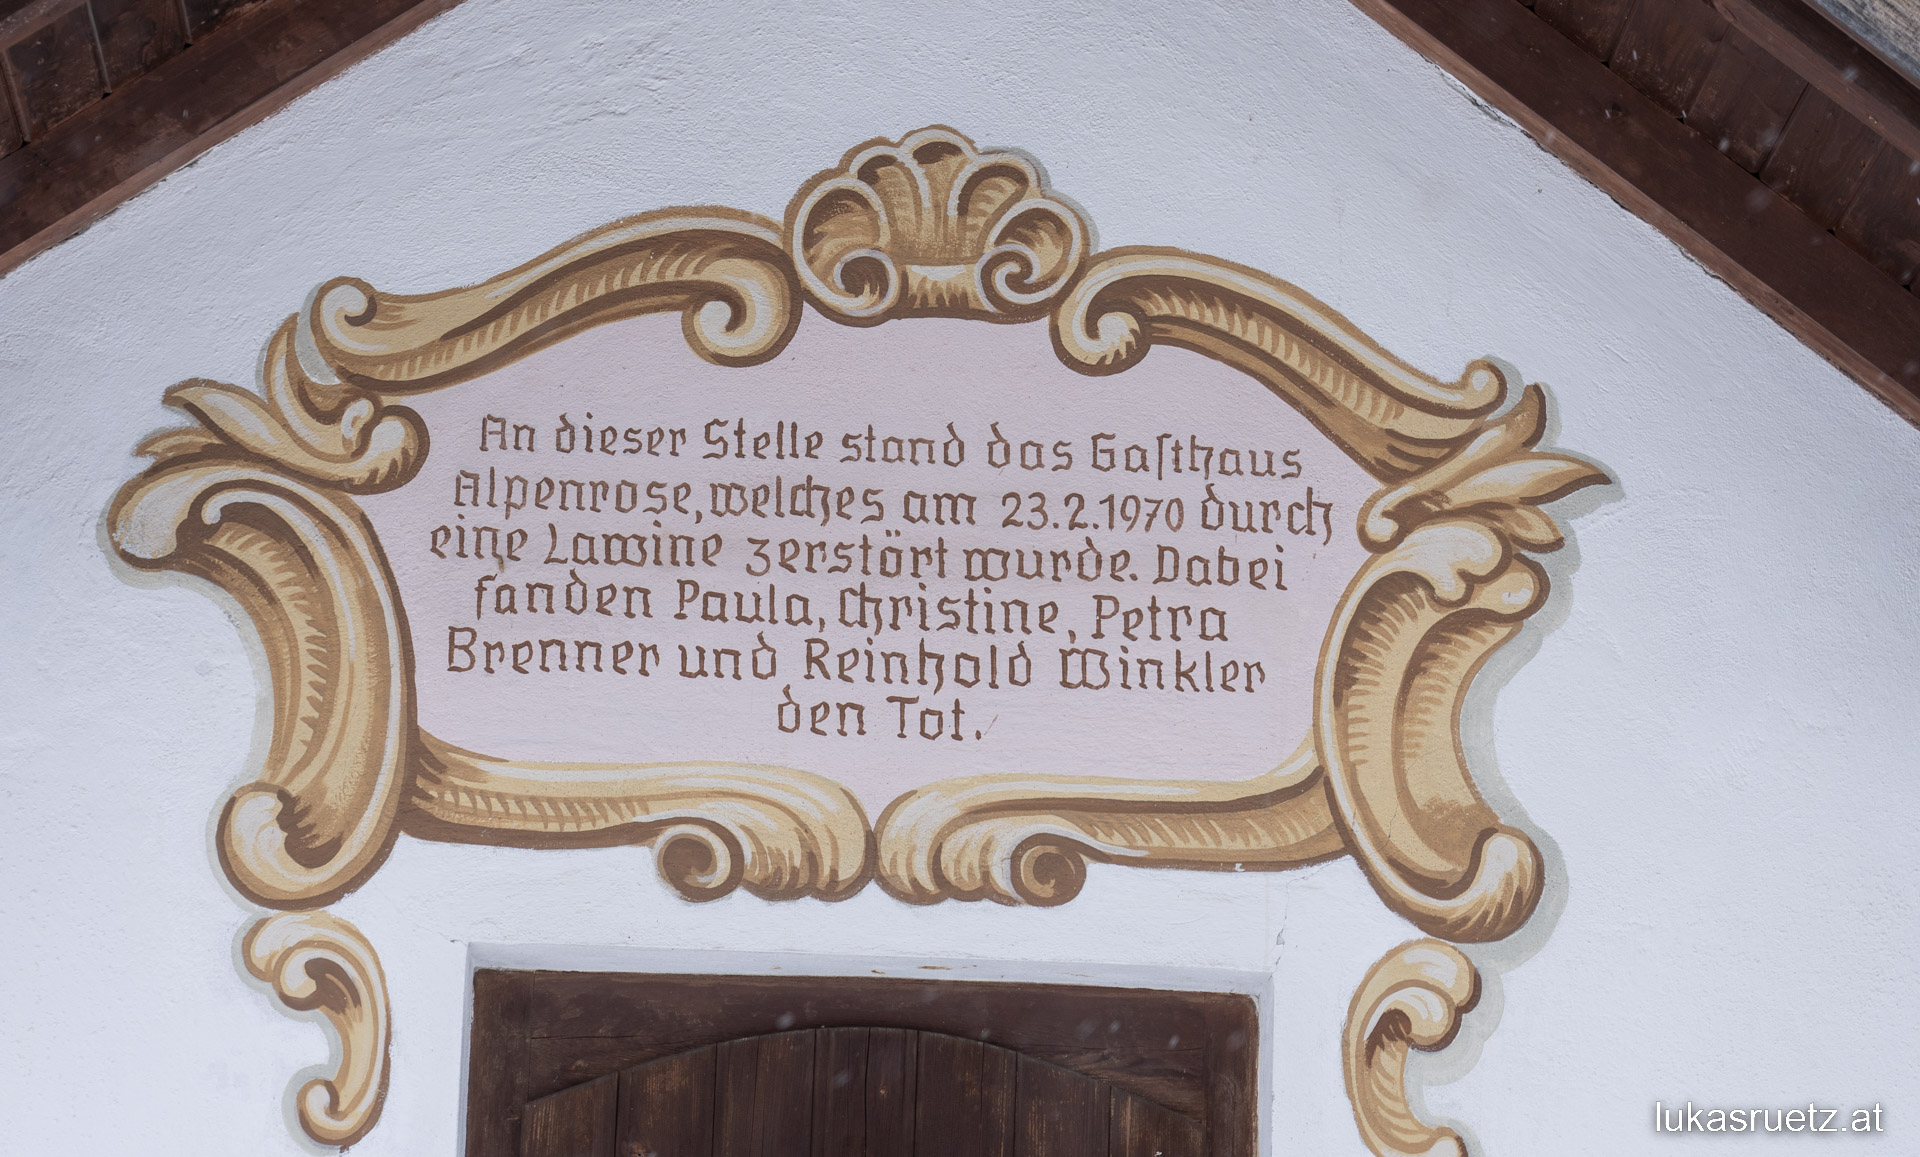 An dieser Stelle stand das Gaſthaus
Alpenrose, welches am 23.2.1970 durch
eine Lawine zerstört wurde. Dabei
fanden Paula, Christine, Petra
Brenner und Reinhold Winkler
den Tot.
lukasruetz.at